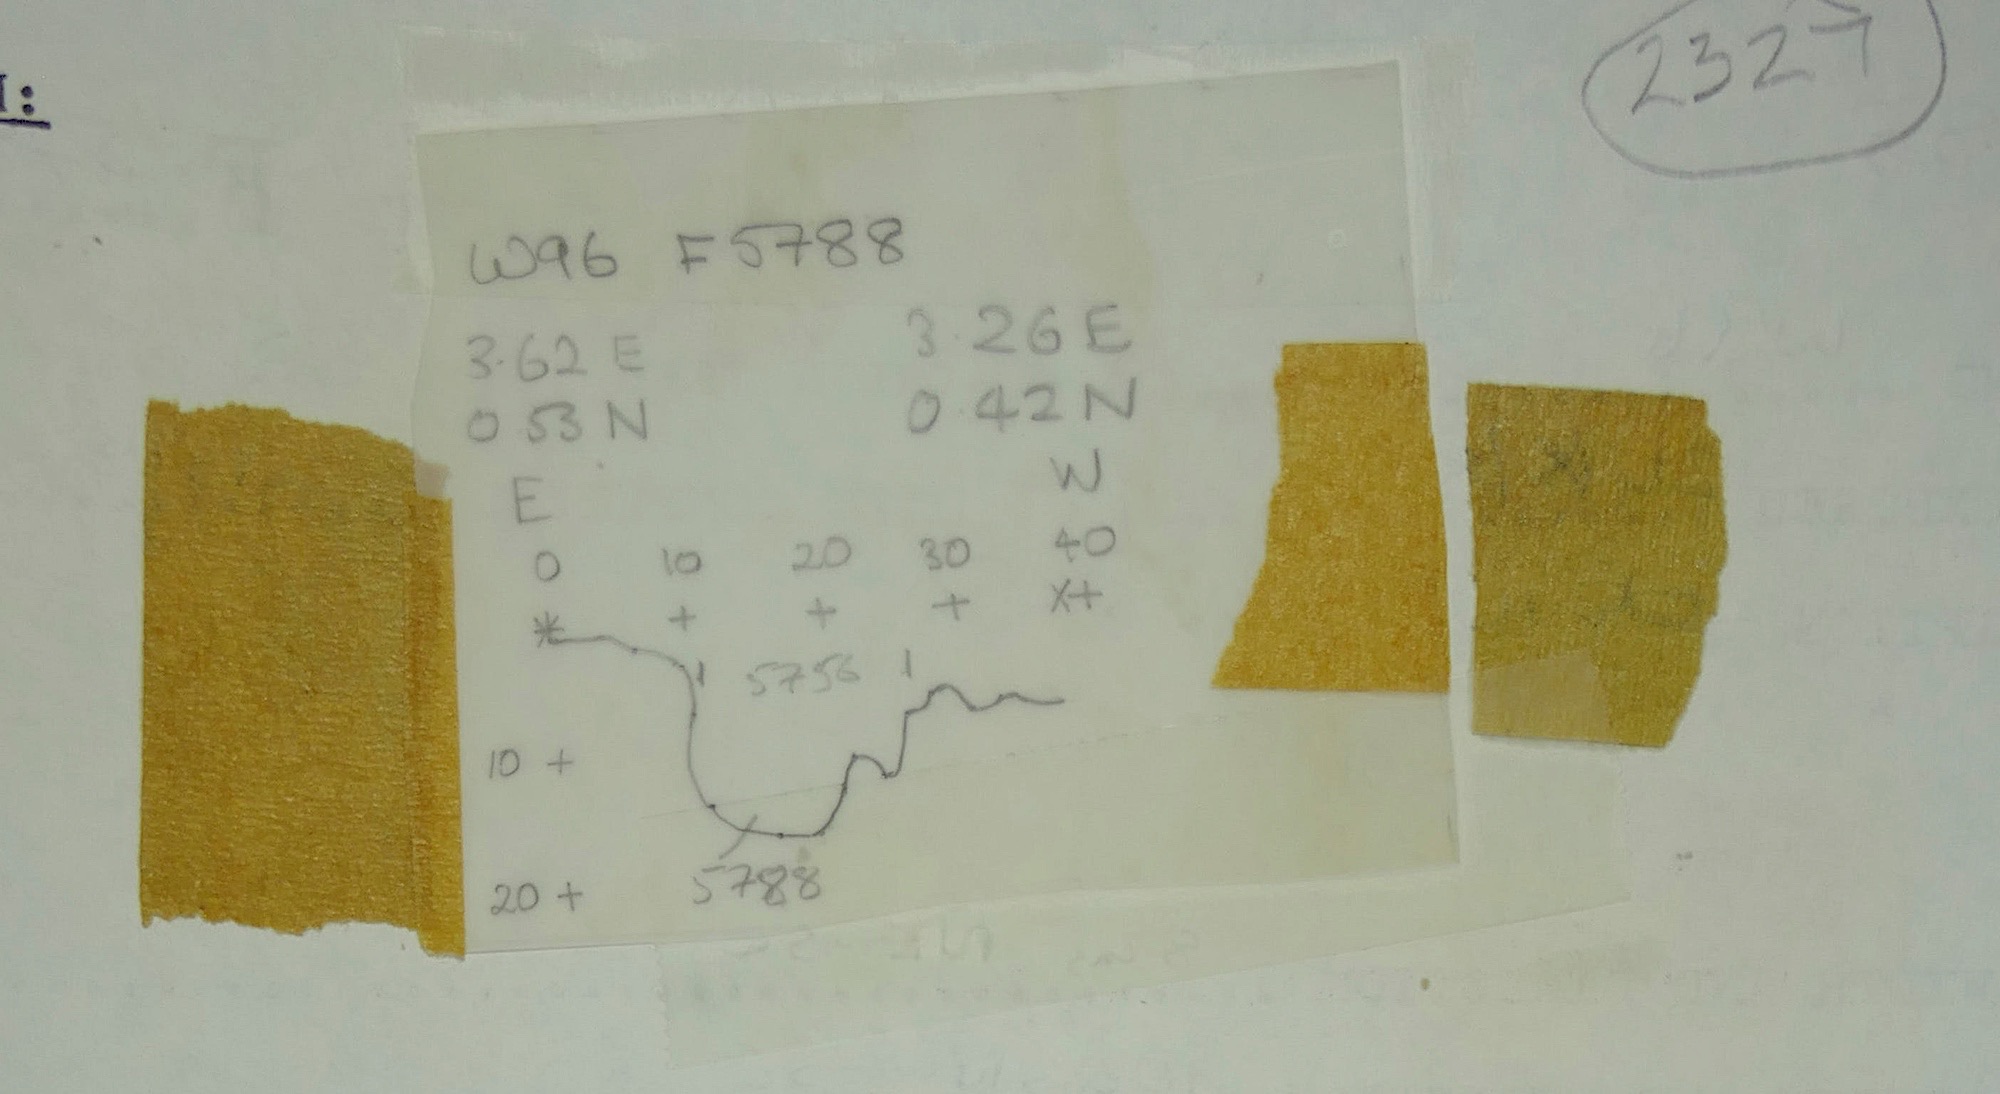 2327
W96 F5788
3.62 E 3.26 E
0.53 N 0.42 N
E W
0 10 20 30 40
* + + + x+
5756
10 +
20 + 5788